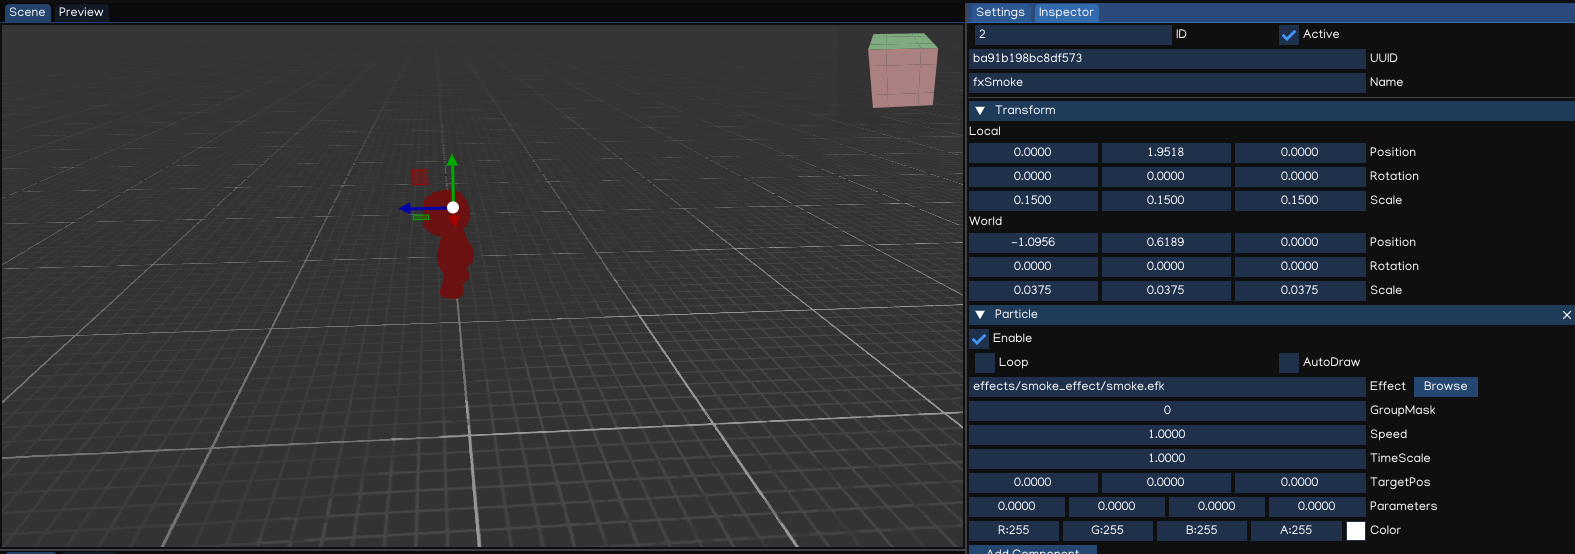 Scene Preview
Settings Inspector
2 ID Active
ba91b198bc8df573 UUID
fxSmoke Name
Transform
Local
0.0000 1.9518 0.0000 Position
0.0000 0.0000 0.0000 Rotation
0.1500 0.1500 0.1500 Scale
World
-1.0956 0.6189 0.0000 Position
0.0000 0.0000 0.0000 Rotation
0.0375 0.0375 0.0375 Scale
Particle
Enable
Loop AutoDraw
effects/smoke_effect/smoke.efk Effect Browse
0 GroupMask
1.0000 Speed
1.0000 TimeScale
0.0000 0.0000 0.0000 TargetPos
0.0000 0.0000 0.0000 0.0000 Parameters
R:255 G:255 B:255 A:255 Color
Add Component